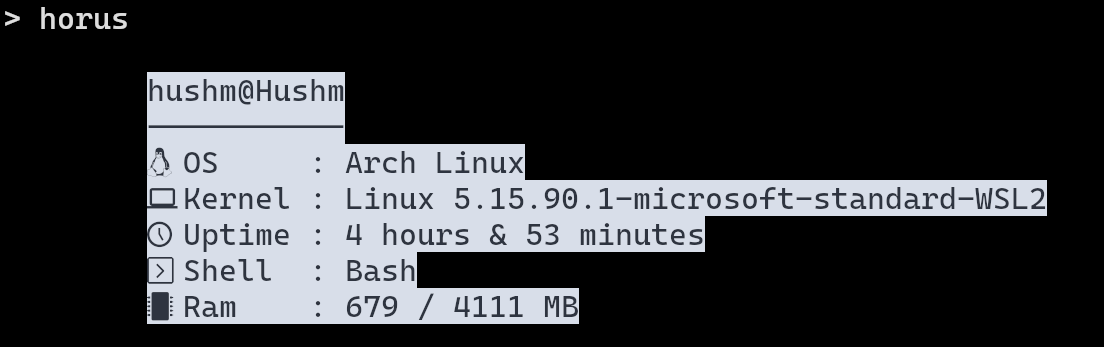 > horus
hushm@Hushm
OS : Arch Linux
Kernel : Linux 5.15.90.1-microsoft-standard-WSL2
Uptime : 4 hours & 53 minutes
Shell : Bash
Ram : 679 / 4111 MB